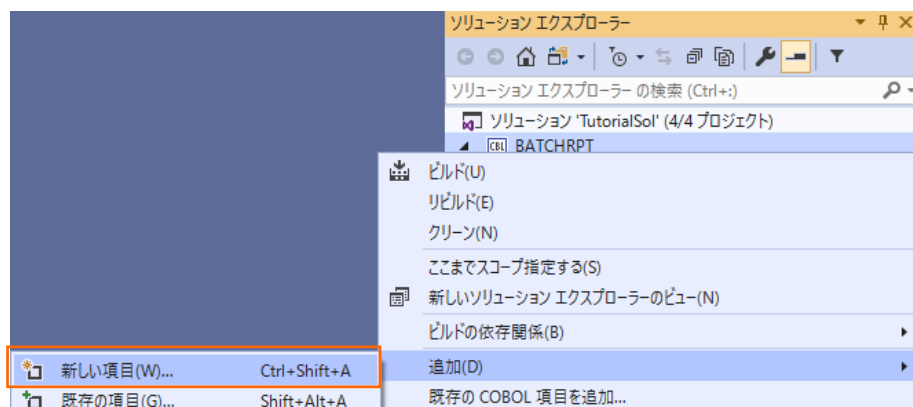 ソリューション エクスプローラー
ソリューション エクスプローラー の検索 (Ctrl+:)
ソリューション 'TutorialSol' (4/4 プロジェクト)
CBL BATCHRPT
ビルド(U)
リビルド(E)
クリーン(N)
ここまでスコープ指定する(S)
新しいソリューション エクスプローラーのビュー(N)
ビルドの依存関係(B)
追加(D)
新しい項目(W)... Ctrl+Shift+A
既存の COBOL 項目を追加...
既存の項目(G)... Shift+Alt+A